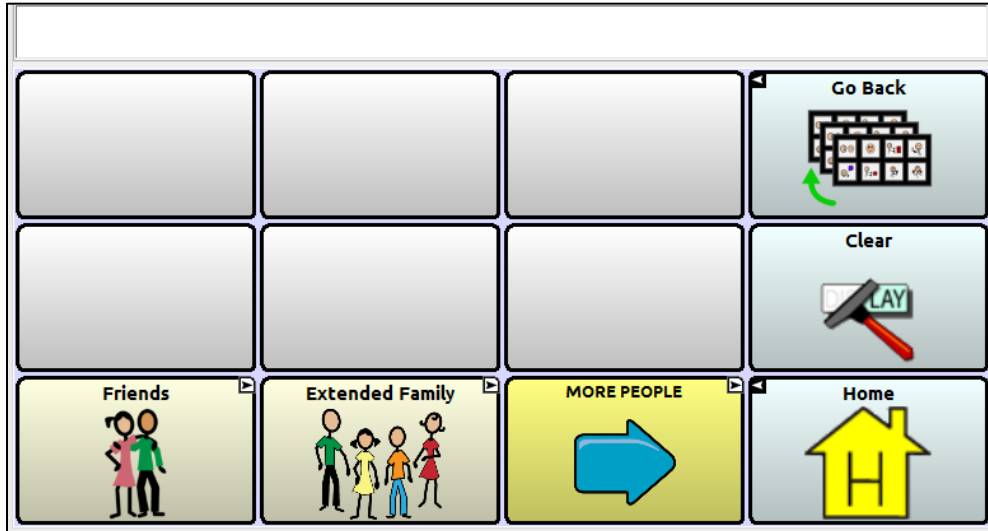 Go Back
Clear
DISPLAY
Friends
Extended Family
MORE PEOPLE
Home
H